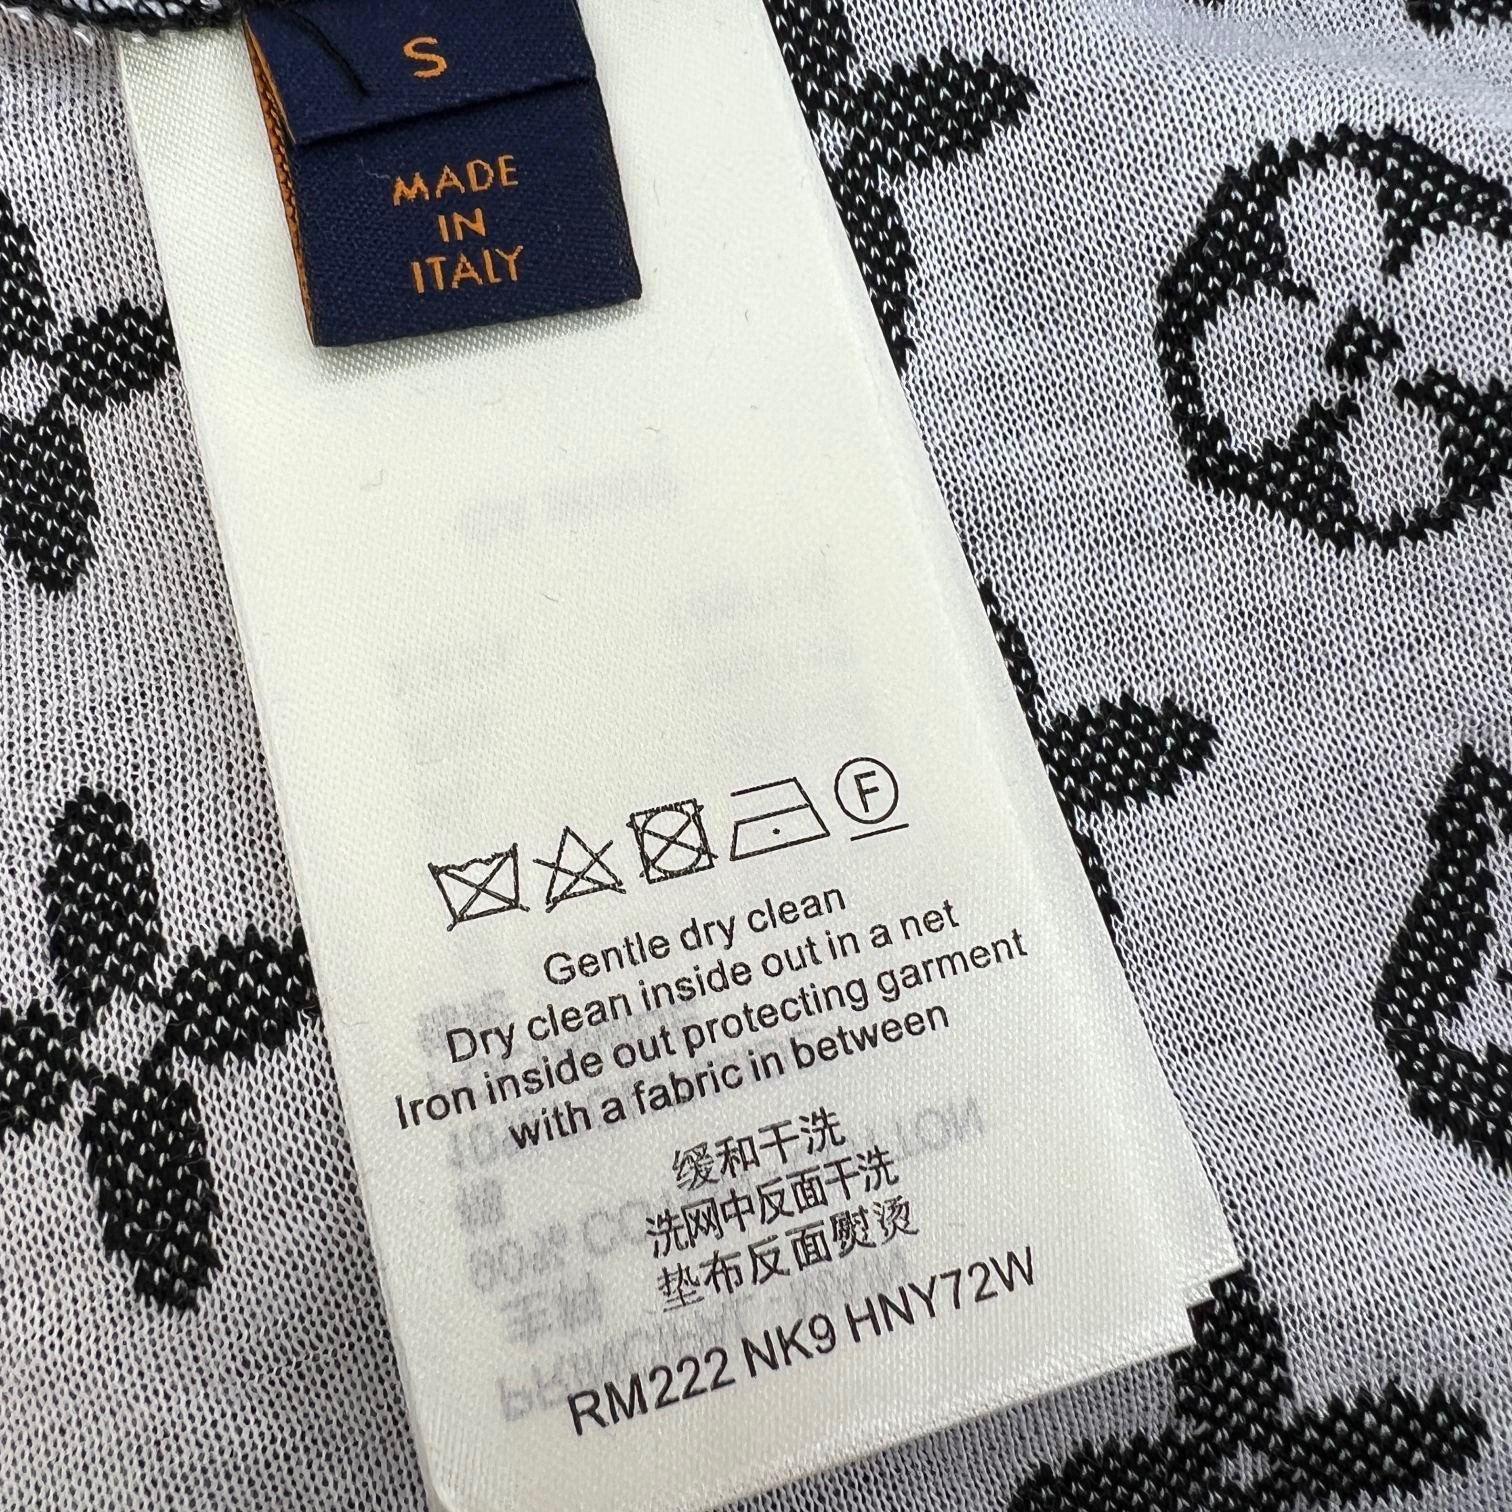 S
MADE
IN
ITALY
F
Gentle dry clean
Dry clean inside out in a net
Iron inside out protecting garment
with a fabric in between
缓和干洗
洗网中反面干洗
垫布反面熨烫
RM222 NK9 HNY72W